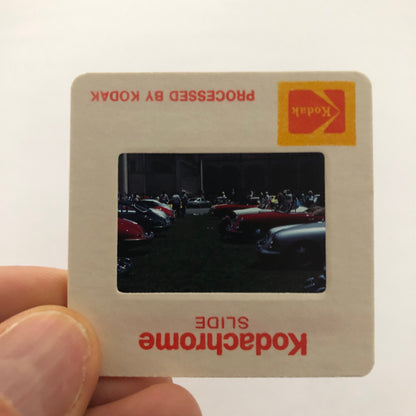 Kodachrome
SLIDE
Kodak
PROCESSED BY KODAK